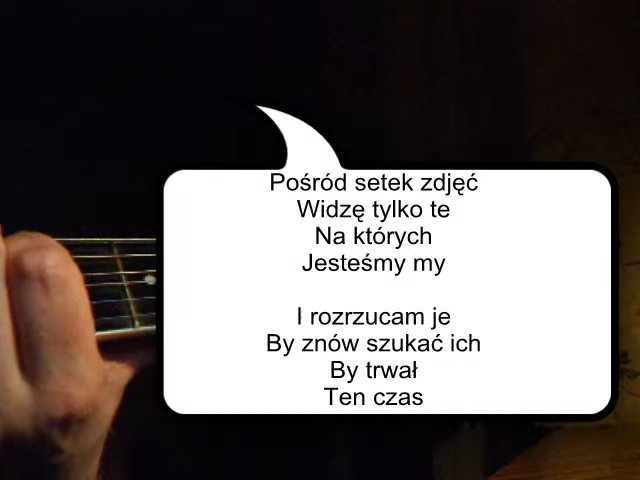 Pośród setek zdjęć
Widzę tylko te
Na których
Jesteśmy my
I rozrzucam je
By znów szukać ich
By trwał
Ten czas